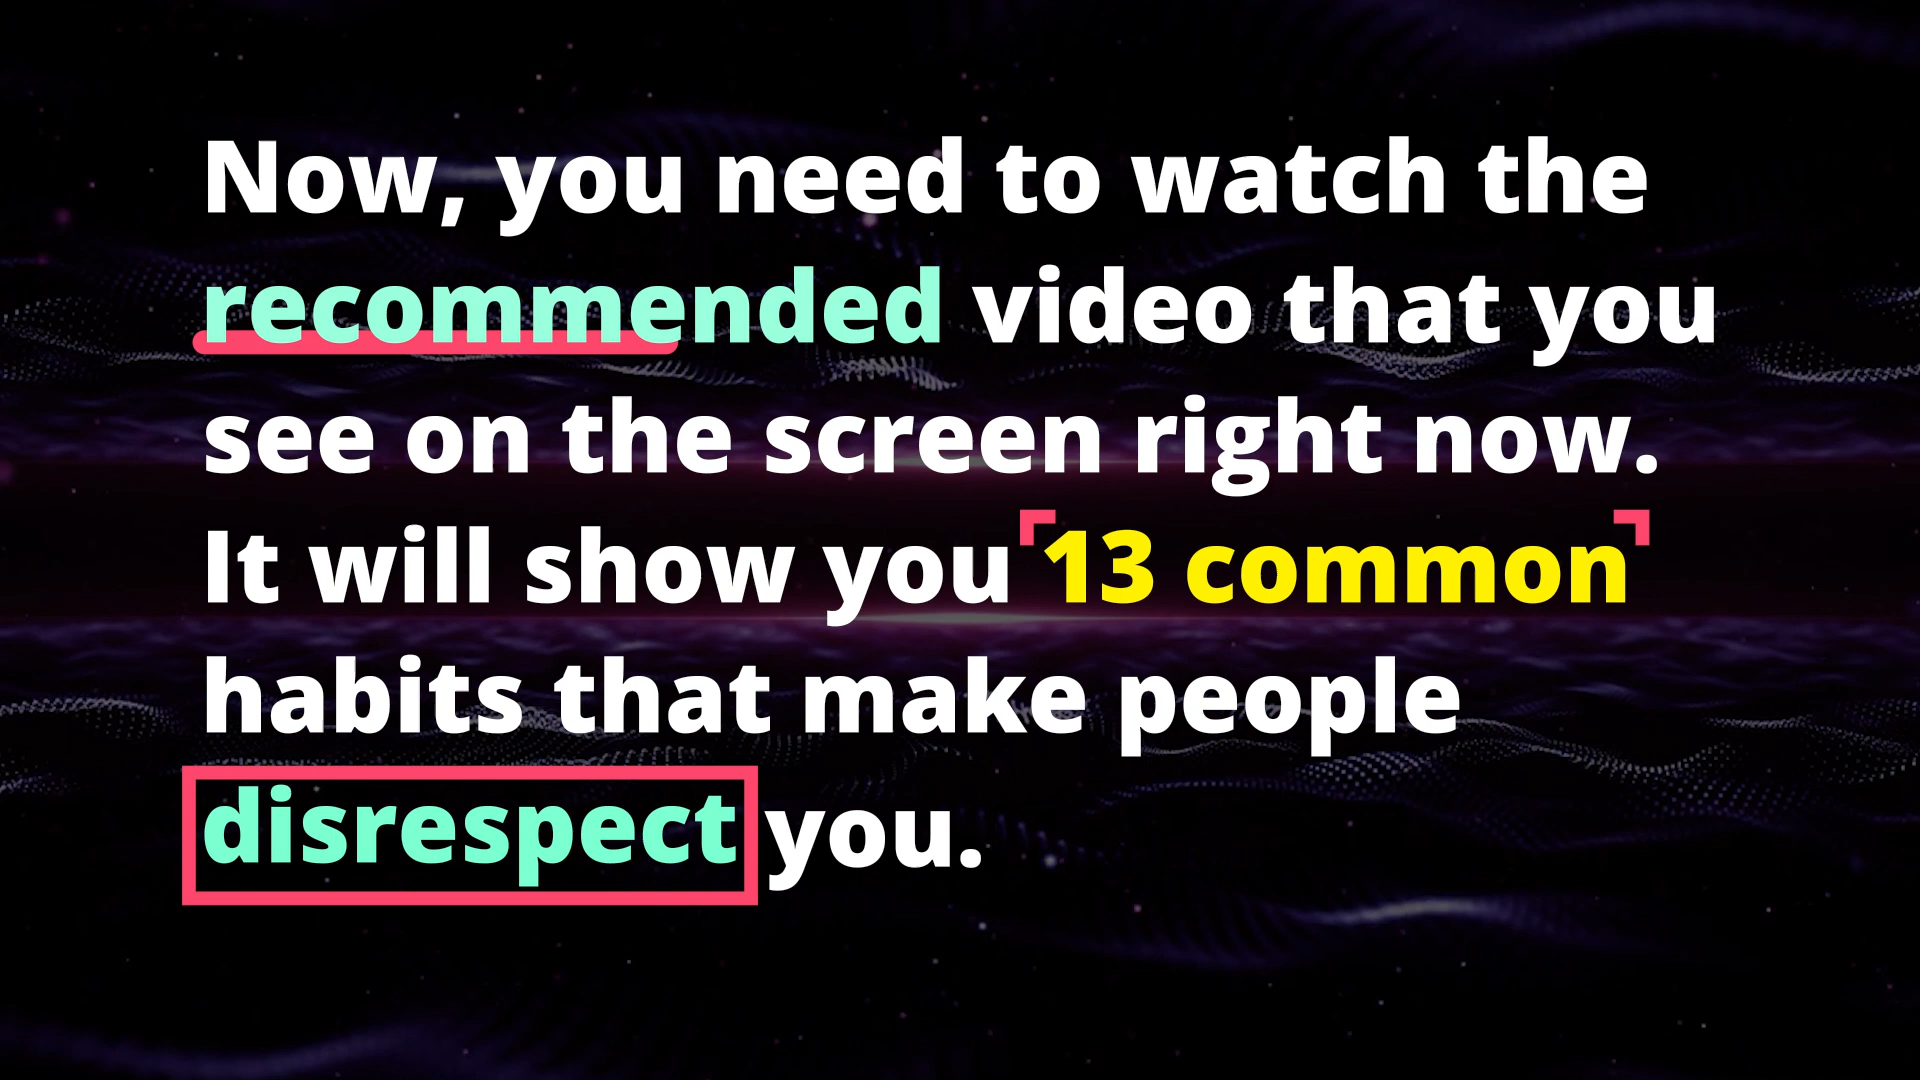 Now, you need to watch the
recommended video that you
see on the screen right now.
It will show you 13 common
habits that make people
disrespect you.